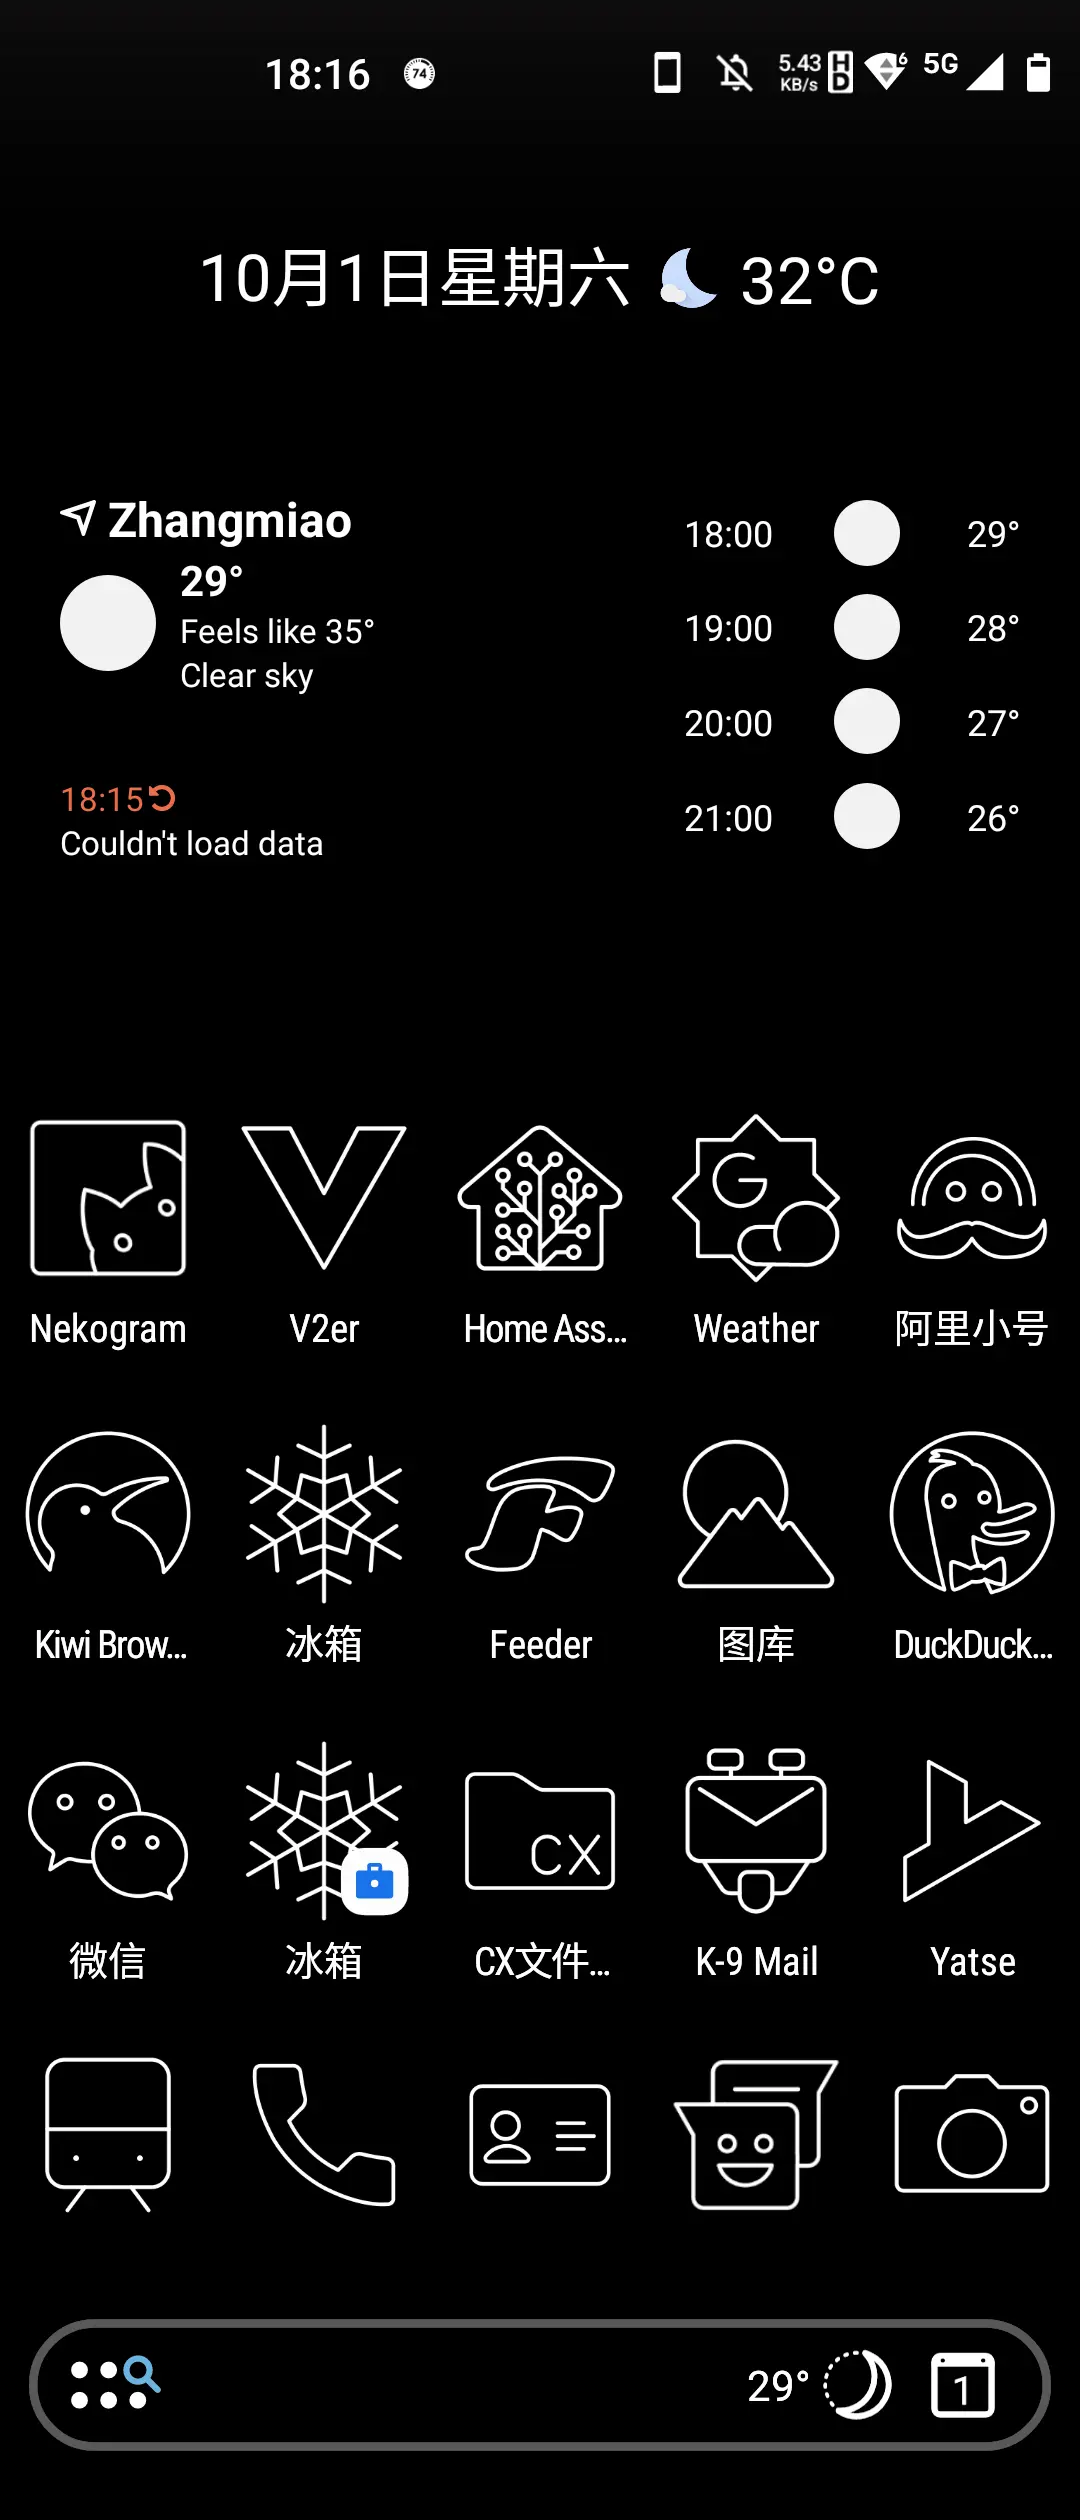 18:16 74 5.43 KB/s HD 6 5G
10月1日星期六 32°C
Zhangmiao
29°
Feels like 35°
Clear sky
18:15
Couldn't load data
18:00 29°
19:00 28°
20:00 27°
21:00 26°
G
Nekogram V2er Home Ass... Weather 阿里小号
Kiwi Brow... 冰箱 Feeder 图库 DuckDuck...
CX
微信 冰箱 CX文件... K-9 Mail Yatse
29° 1